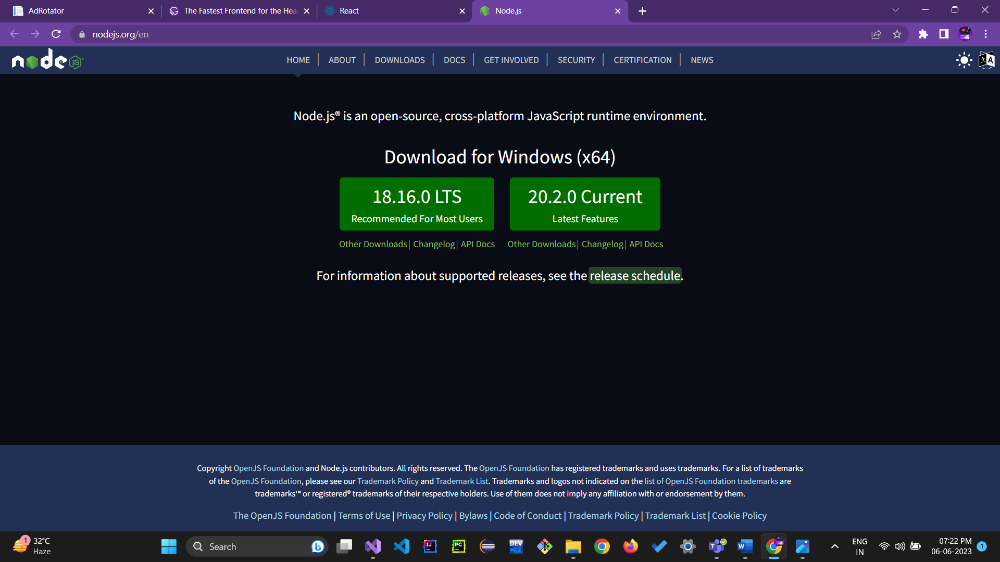 AdRotator
The Fastest Frontend for the Hea
React
Node.js
nodejs.org/en
node JS
HOME | ABOUT | DOWNLOADS | DOCS | GET INVOLVED | SECURITY | CERTIFICATION | NEWS
Node.js® is an open-source, cross-platform JavaScript runtime environment.
Download for Windows (x64)
18.16.0 LTS
Recommended For Most Users
20.2.0 Current
Latest Features
Other Downloads | Changelog | API Docs
Other Downloads | Changelog | API Docs
For information about supported releases, see the release schedule.
Copyright OpenJS Foundation and Node.js contributors. All rights reserved. The OpenJS Foundation has registered trademarks and uses trademarks. For a list of trademarks
of the OpenJS Foundation, please see our Trademark Policy and Trademark List. Trademarks and logos not indicated on the list of OpenJS Foundation trademarks are
trademarks™ or registered® trademarks of their respective holders. Use of them does not imply any affiliation with or endorsement by them.
The OpenJS Foundation | Terms of Use | Privacy Policy | Bylaws | Code of Conduct | Trademark Policy | Trademark List | Cookie Policy
1
32°C
Haze
Search
IJ
PC
DEV
ENG
IN
07:22 PM
06-06-2023
1